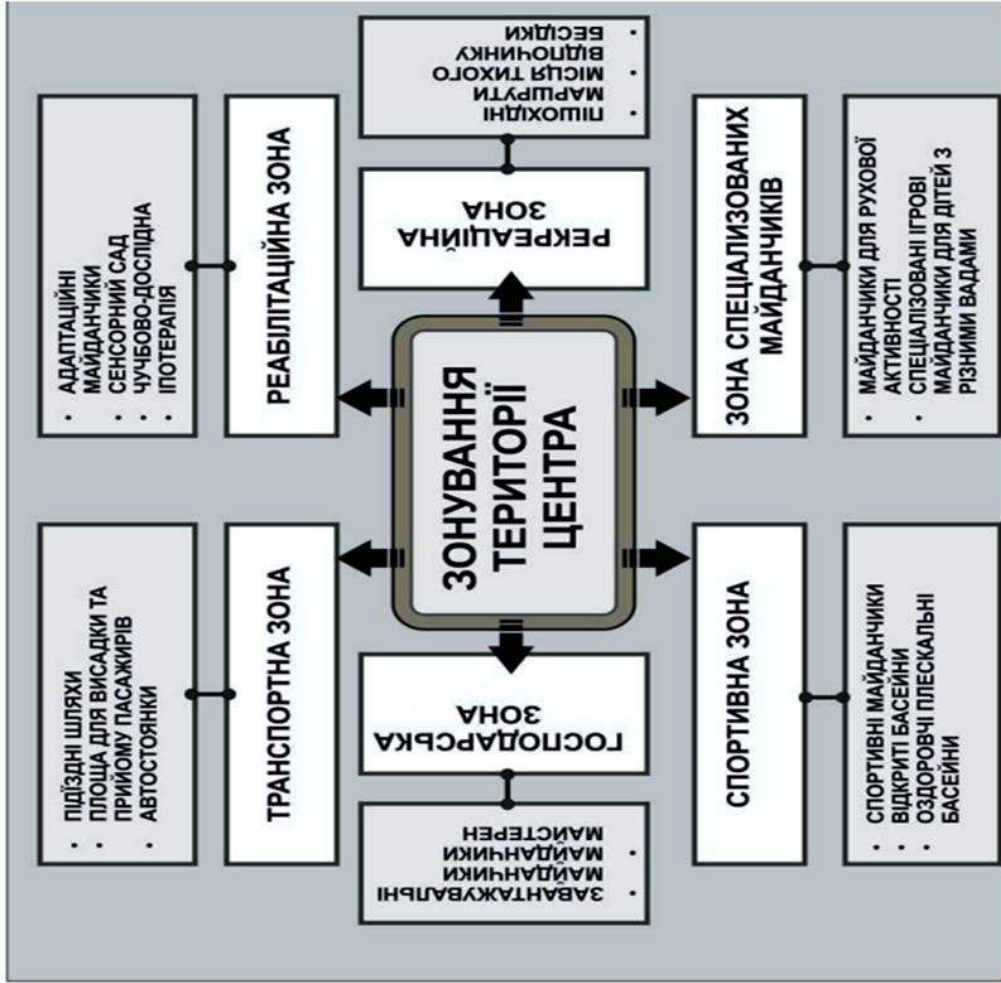 • ПІДЇЗДНІ ШЛЯХИ
• ПЛОЩА ДЛЯ ВИСАДКИ ТА
ПРИЙОМУ ПАСАЖИРІВ
• АВТОСТОЯНКИ
ТРАНСПОРТНА ЗОНА
• АДАПТАЦІЙНІ
МАЙДАНЧИКИ
• СЕНСОРНИЙ САД
• ЧУЧБОВО-ДОСЛІДНА
• ІПОТЕРАПІЯ
РЕАБІЛІТАЦІЙНА ЗОНА
• ЗАВАНТАЖУВАЛЬНІ
МАЙДАНЧИКИ
• МАЙДАНЧИКИ
МАЙСТЕРЕН
ГОСПОДАРСЬКА
ЗОНА
ЗОНУВАННЯ
ТЕРИТОРІЇ
ЦЕНТРА
РЕКРЕАЦІЙНА
ЗОНА
• ПІШОХІДНІ
МАРШРУТИ
• МІСЦЯ ТИХОГО
ВІДПОЧИНКУ
• БЕСІДКИ
СПОРТИВНА ЗОНА
• СПОРТИВНІ МАЙДАНЧИКИ
• ВІДКРИТІ БАСЕЙНИ
• ОЗДОРОВЧІ ПЛЕСКАЛЬНІ
БАСЕЙНИ
ЗОНА СПЕЦІАЛИЗОВАНИХ
МАЙДАНЧИКІВ
• МАЙДАНЧИКИ ДЛЯ РУХОВОЇ
АКТИВНОСТІ
• СПЕЦІАЛІЗОВАНІ ІГРОВІ
МАЙДАНЧИКИ ДЛЯ ДІТЕЙ З
РІЗНИМИ ВАДАМИ